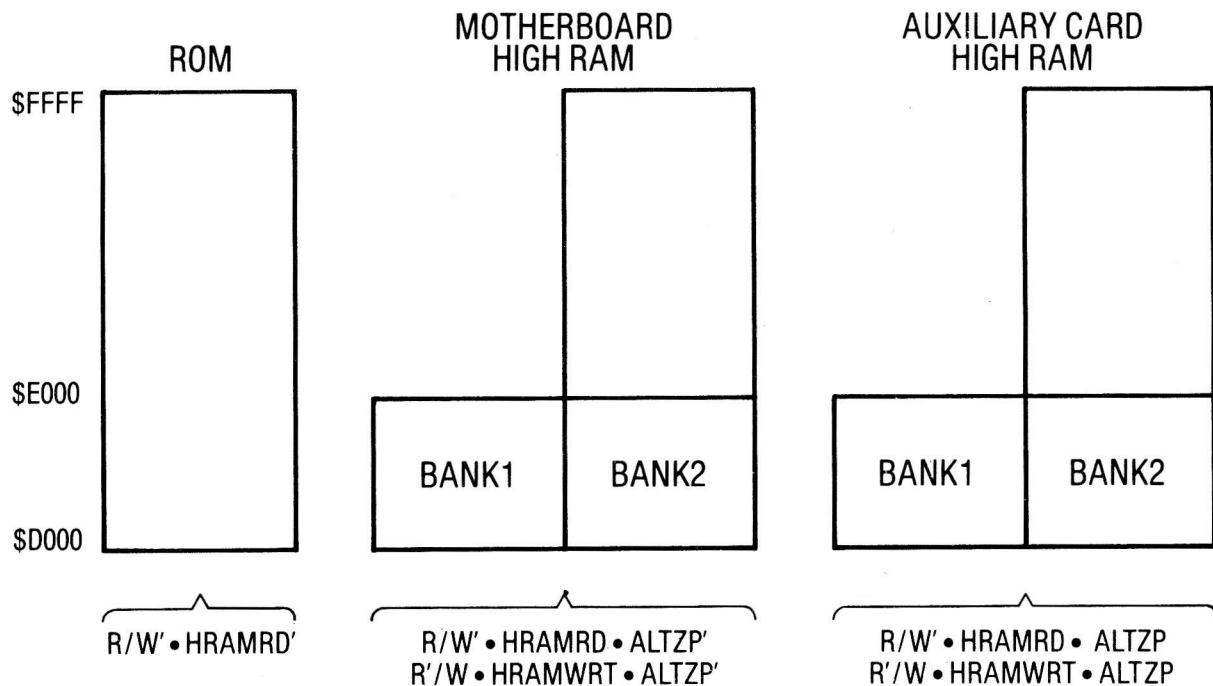 ROM
MOTHERBOARD
HIGH RAM
AUXILIARY CARD
HIGH RAM
$FFFF
$E000
$D000
BANK1
BANK2
BANK1
BANK2
R/W' • HRAMRD'
R/W' • HRAMRD • ALTZP'
R'/W • HRAMWRT • ALTZP'
R/W' • HRAMRD • ALTZP
R'/W • HRAMWRT • ALTZP